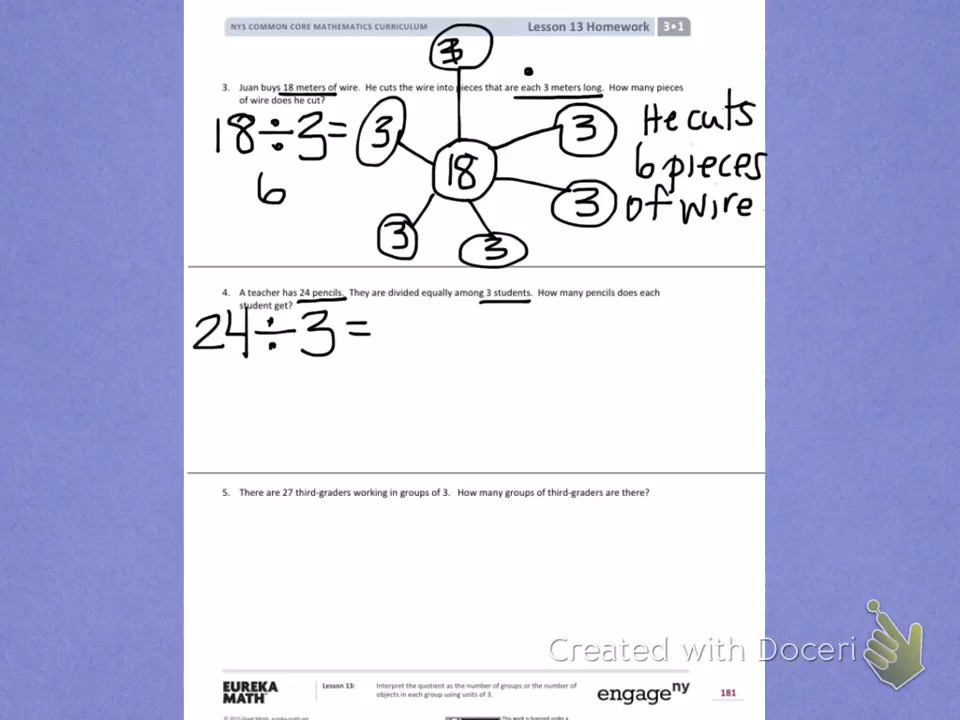 NYS COMMON CORE MATHEMATICS CURRICULUM Lesson 13 Homework 3•1
3
3. Juan buys 18 meters of wire. He cuts the wire into pieces that are each 3 meters long. How many pieces
of wire does he cut?
18÷3= 3 3 He cuts
6 18 6 pieces
3 of wire
3 3
4. A teacher has 24 pencils. They are divided equally among 3 students. How many pencils does each
student get?
24÷3=
5. There are 27 third-graders working in groups of 3. How many groups of third-graders are there?
Created with Doceri
EUREKA MATH
Lesson 13: Interpret the quotient as the number of groups or the number of
objects in each group using units of 3.
engage ny
181